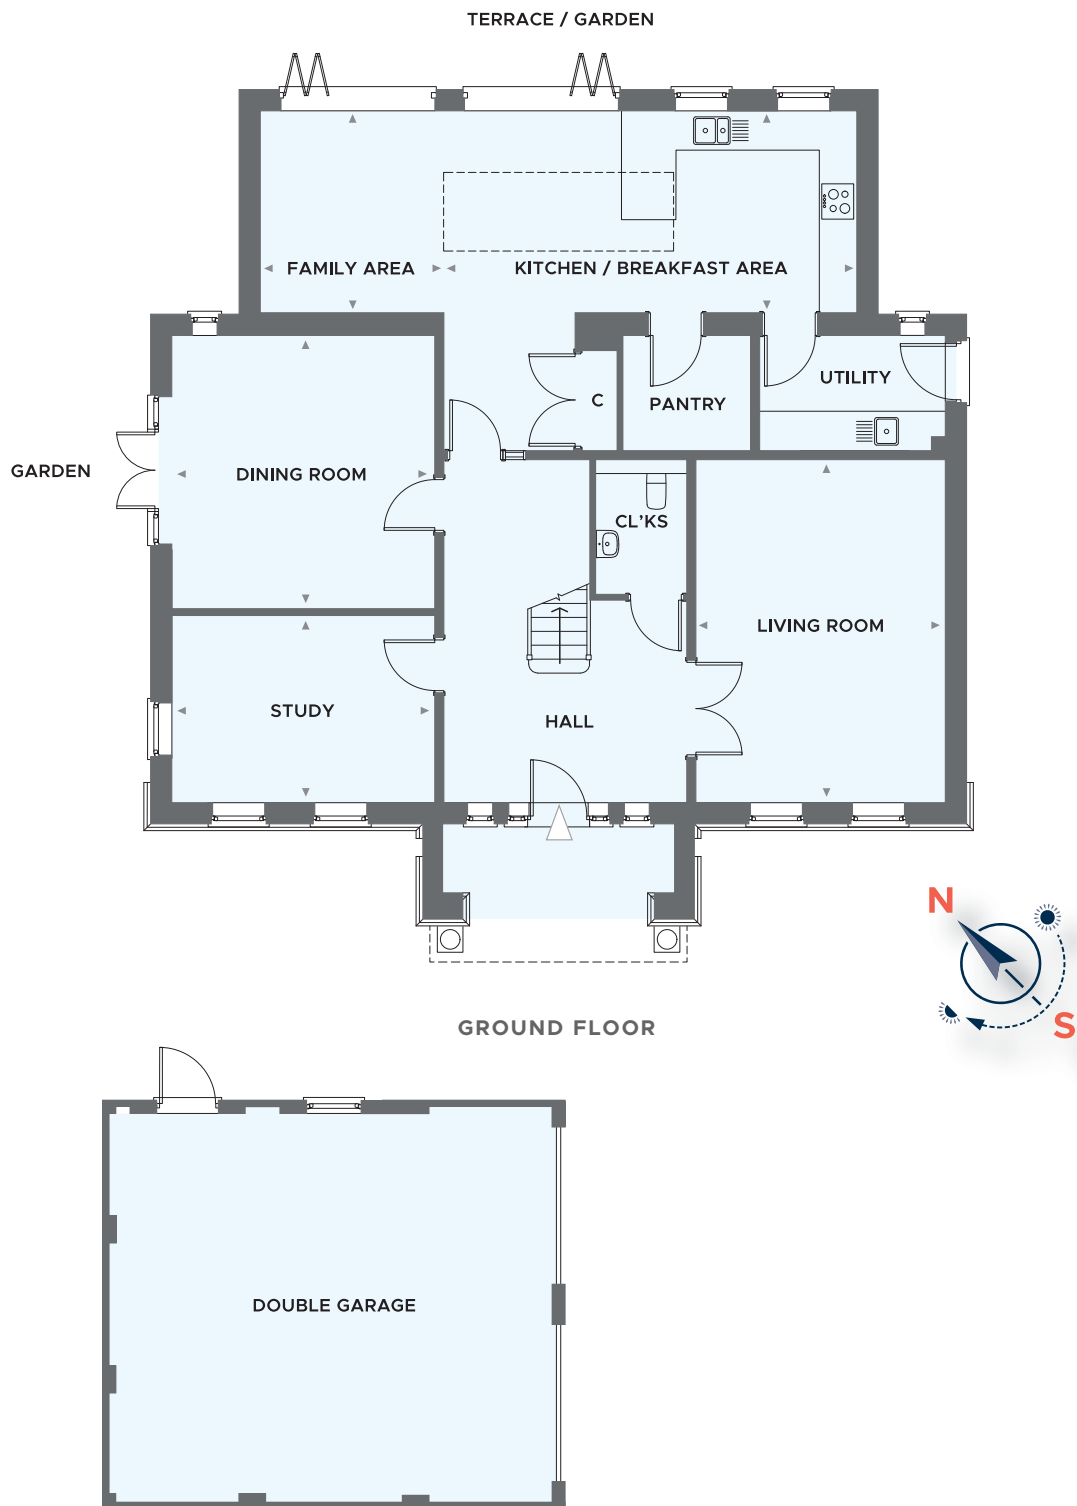 TERRACE / GARDEN
FAMILY AREA
KITCHEN / BREAKFAST AREA
UTILITY
C
PANTRY
GARDEN
DINING ROOM
CL'KS
LIVING ROOM
STUDY
HALL
N
S
GROUND FLOOR
DOUBLE GARAGE